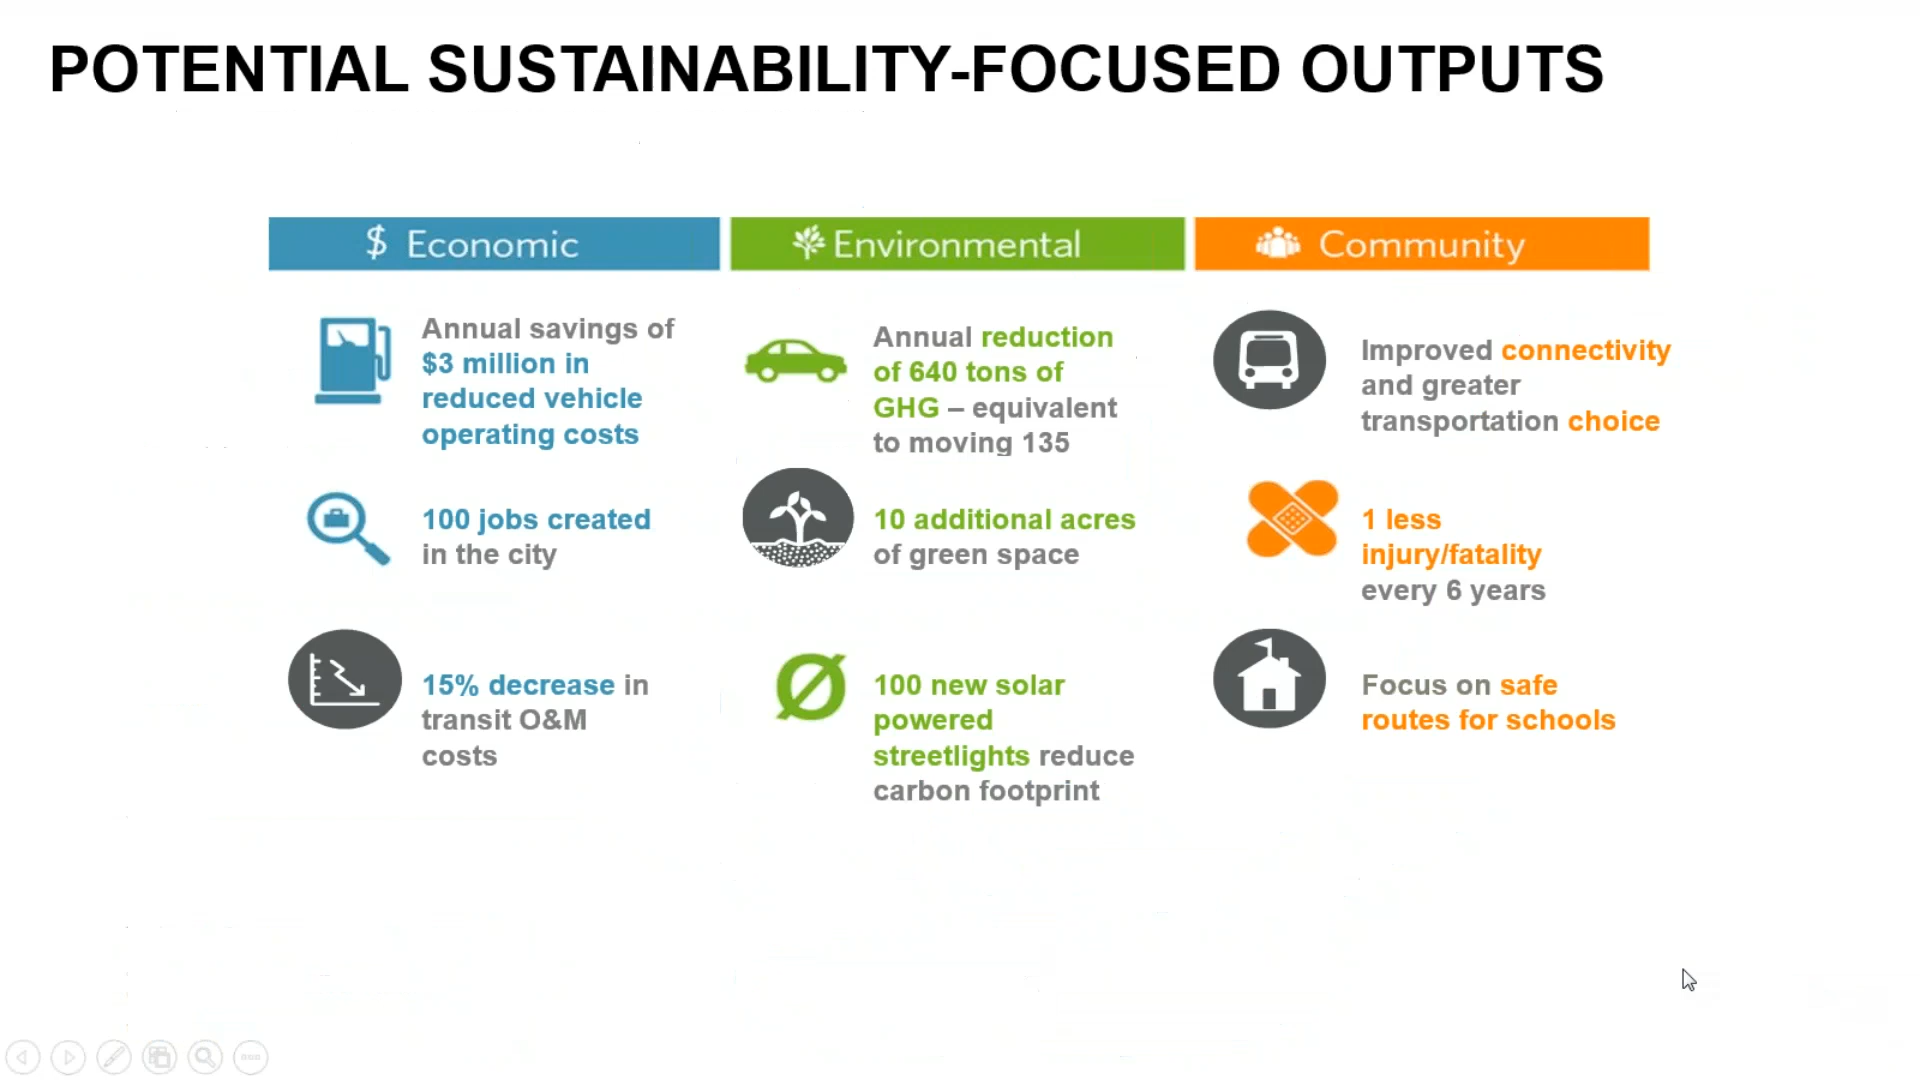 POTENTIAL SUSTAINABILITY-FOCUSED OUTPUTS
$ Economic
Annual savings of
$3 million in
reduced vehicle
operating costs
100 jobs created
in the city
15% decrease in
transit O&M
costs
Environmental
Annual reduction
of 640 tons of
GHG – equivalent
to moving 135
10 additional acres
of green space
100 new solar
powered
streetlights reduce
carbon footprint
Community
Improved connectivity
and greater
transportation choice
1 less
injury/fatality
every 6 years
Focus on safe
routes for schools